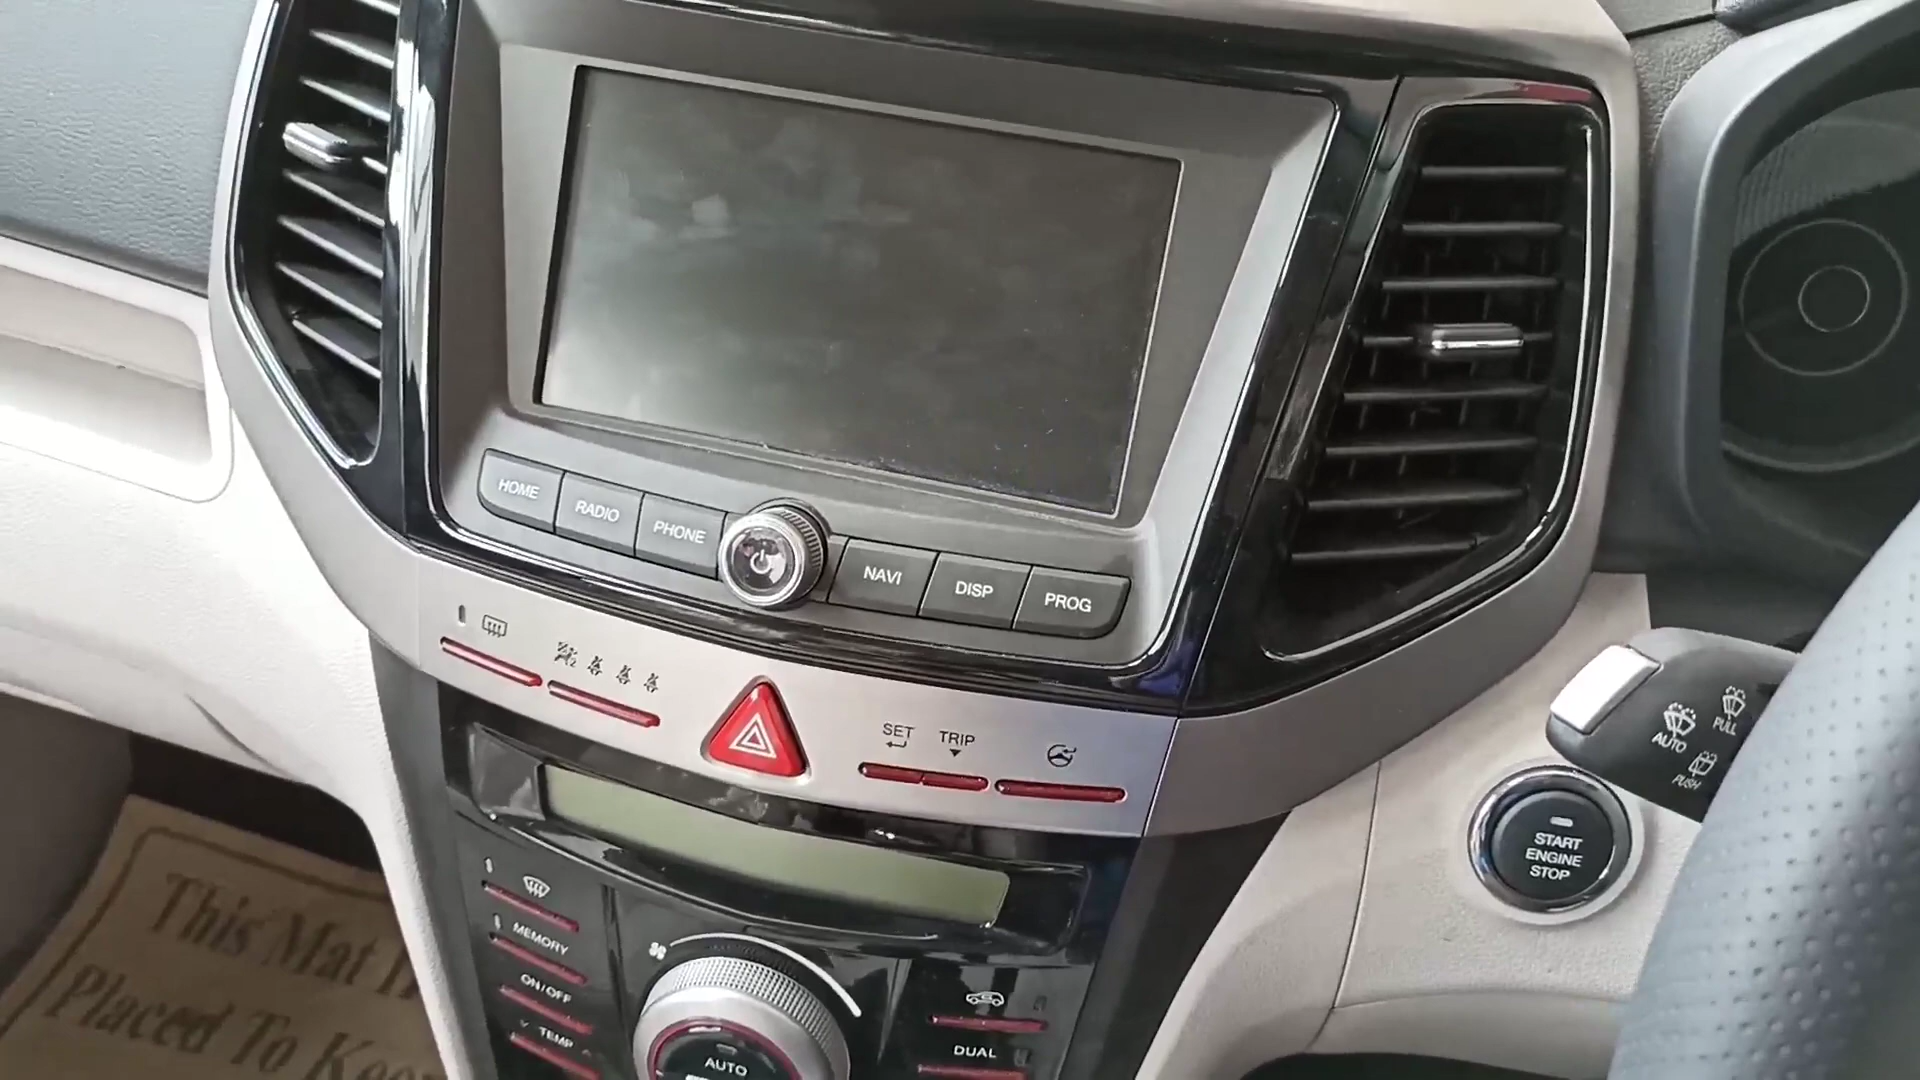 HOME
RADIO
PHONE
NAVI
DISP
PROG
SET
TRIP
AUTO
PULL
PUSH
START
ENGINE
STOP
MEMORY
ON/OFF
TEMP
AUTO
DUAL
This Mat
Placed To